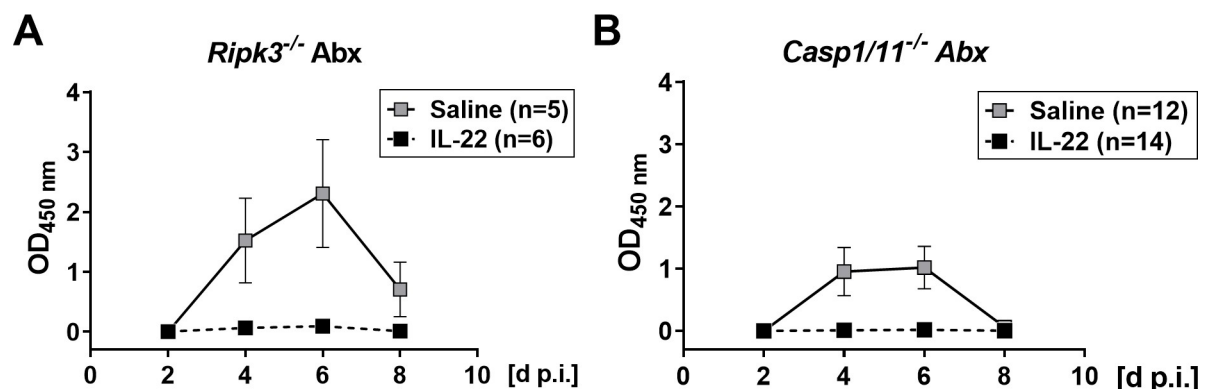 A
Ripk3-/- Abx
Saline (n=5)
IL-22 (n=6)
OD450 nm
4
3
2
1
0
0 2 4 6 8 10 [d p.i.]
B
Casp1/11-/- Abx
Saline (n=12)
IL-22 (n=14)
OD450 nm
4
3
2
1
0
0 2 4 6 8 10 [d p.i.]